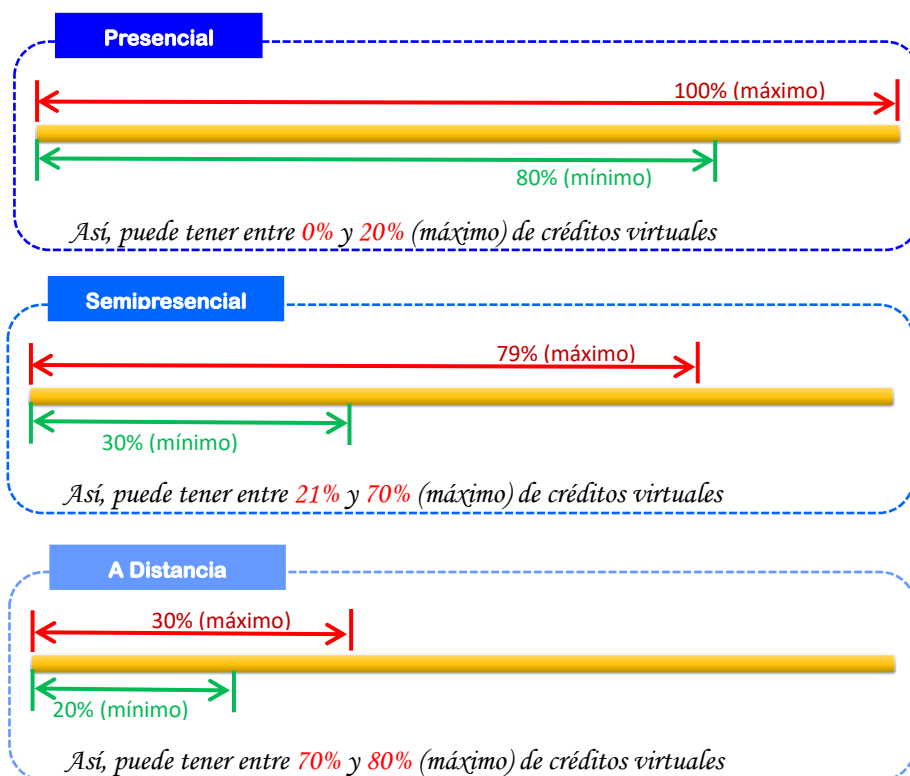 Presencial
100% (máximo)
80% (mínimo)
Así, puede tener entre 0% y 20% (máximo) de créditos virtuales
Semipresencial
79% (máximo)
30% (mínimo)
Así, puede tener entre 21% y 70% (máximo) de créditos virtuales
A Distancia
30% (máximo)
20% (mínimo)
Así, puede tener entre 70% y 80% (máximo) de créditos virtuales